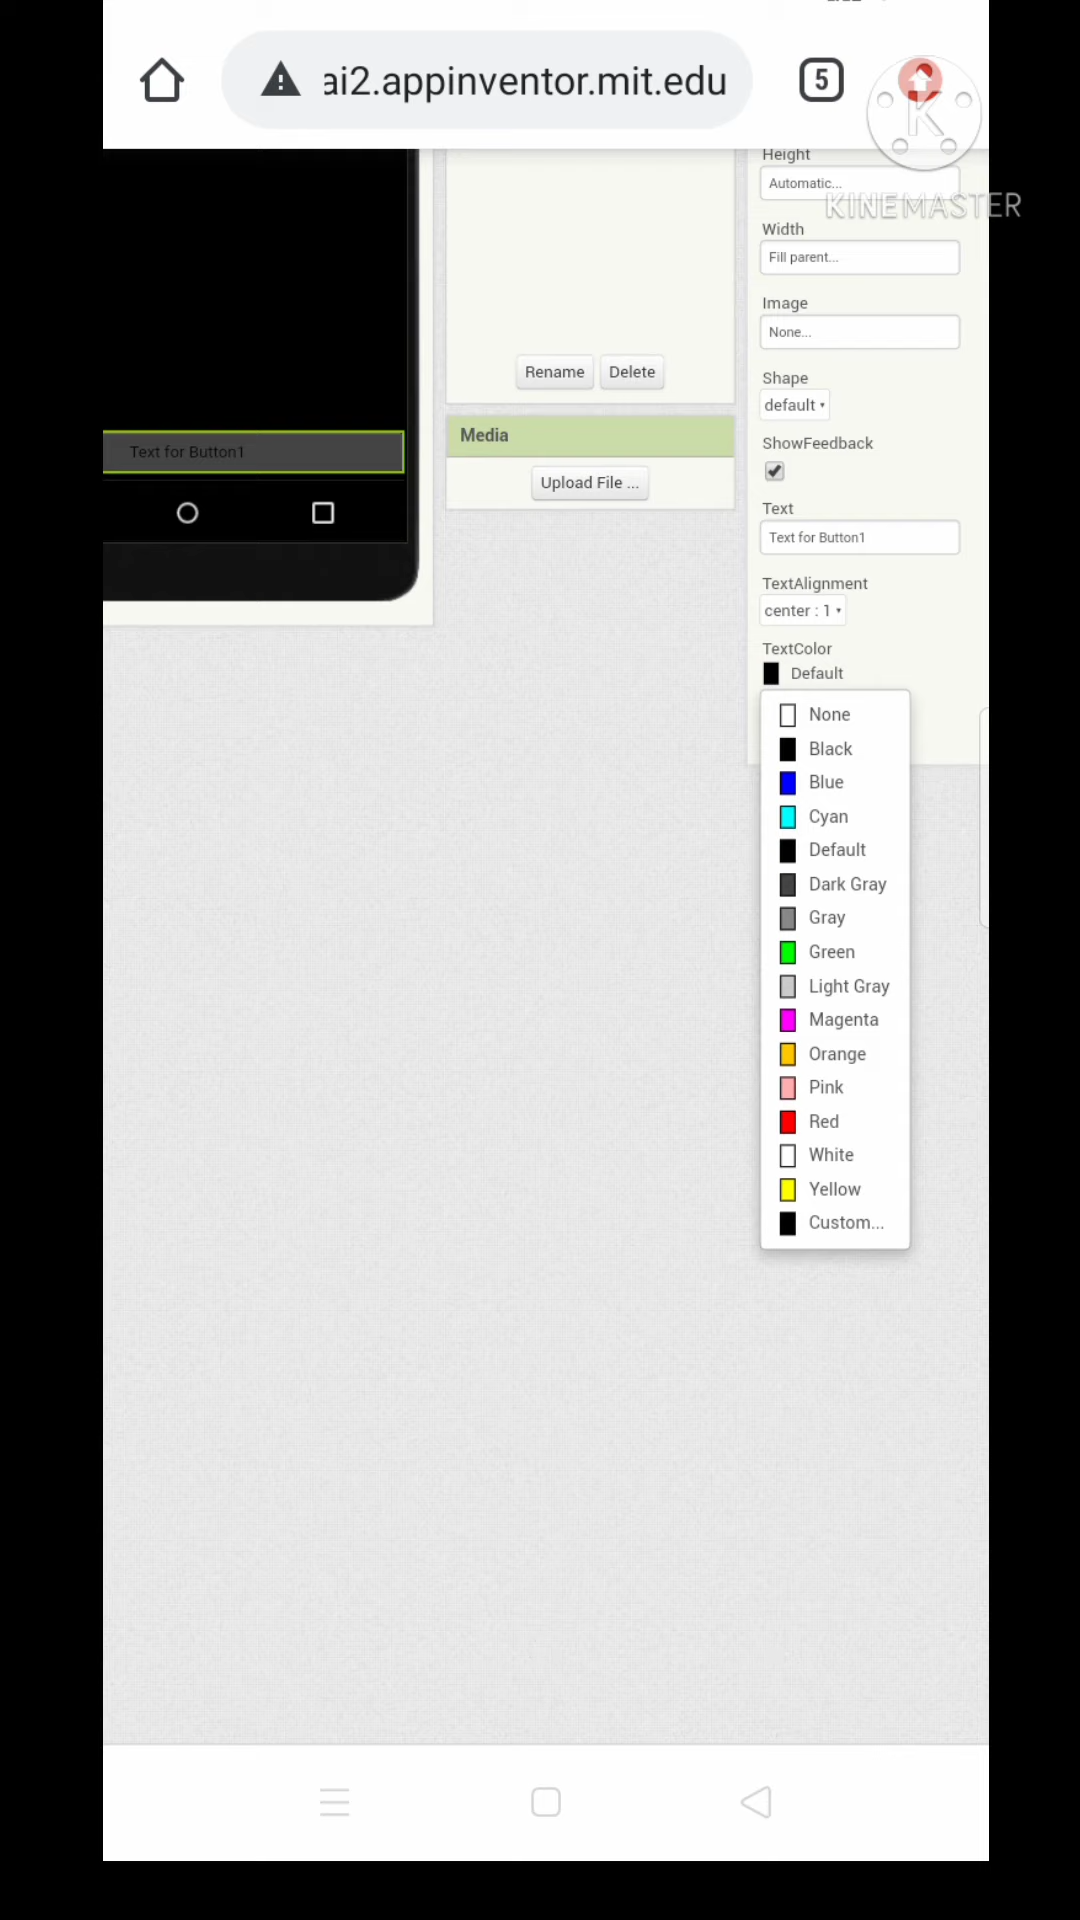 ai2.appinventor.mit.edu
5
K
KINEMASTER
Height
Automatic...
Width
Fill parent...
Image
None...
Rename
Delete
Shape
default
Media
ShowFeedback
Text for Button1
Upload File ...
Text
Text for Button1
TextAlignment
center : 1
TextColor
Default
None
Black
Blue
Cyan
Default
Dark Gray
Gray
Green
Light Gray
Magenta
Orange
Pink
Red
White
Yellow
Custom...